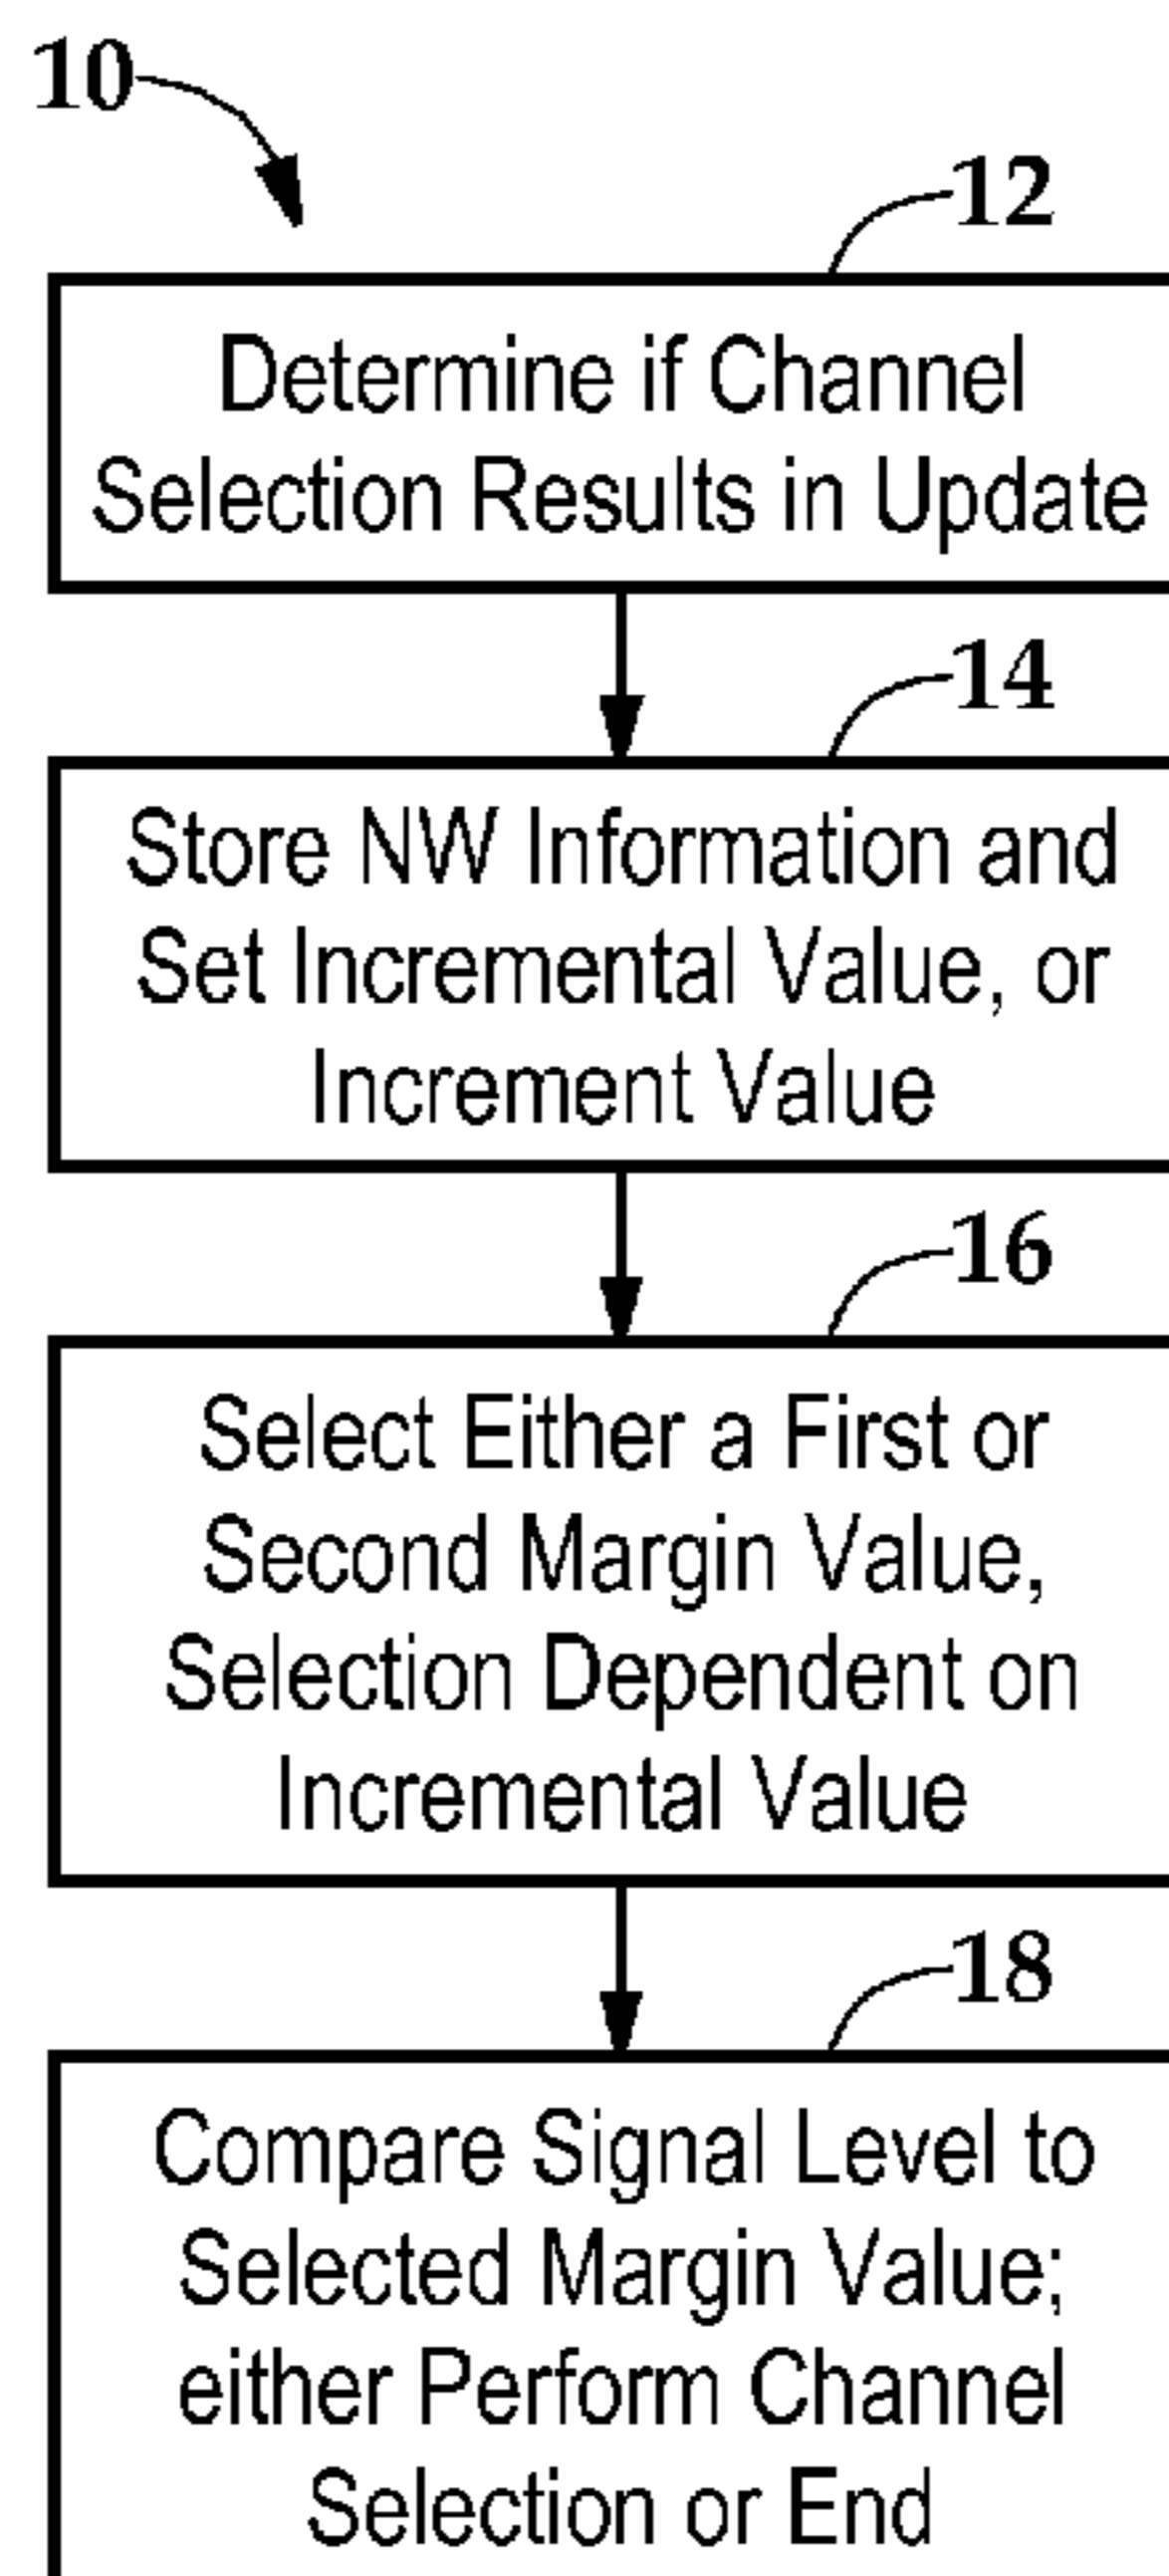 10
12
Determine if Channel
Selection Results in Update
14
Store NW Information and
Set Incremental Value, or
Increment Value
16
Select Either a First or
Second Margin Value,
Selection Dependent on
Incremental Value
18
Compare Signal Level to
Selected Margin Value;
either Perform Channel
Selection or End